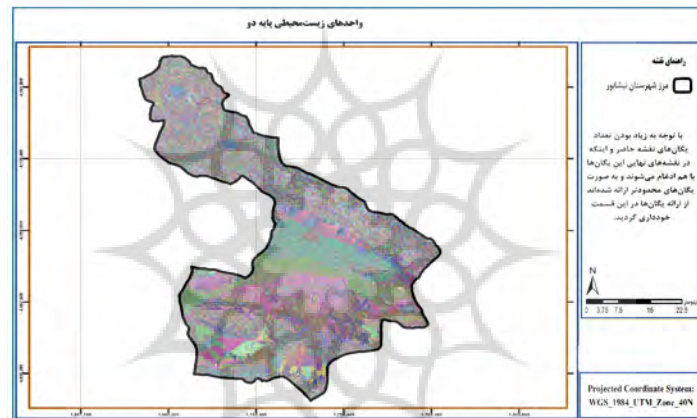 واحدهای زیست‌محیطی پایه دو
راهنمای نقشه
مرز شهرستان نیشابور
با توجه به زیاد بودن تعداد
یگان‌های نقشه حاضر و اینکه
در نقشه‌های نهایی این یگان‌ها
با هم ادغام می‌شوند و به صورت
یگان‌های محدودتر ارائه شده‌اند
از ارائه یگان‌ها در این قسمت
خودداری گردید.
N
0 3.75 7.5 15 22.5
Projected Coordinate System:
WGS_1984_UTM_Zone_40N